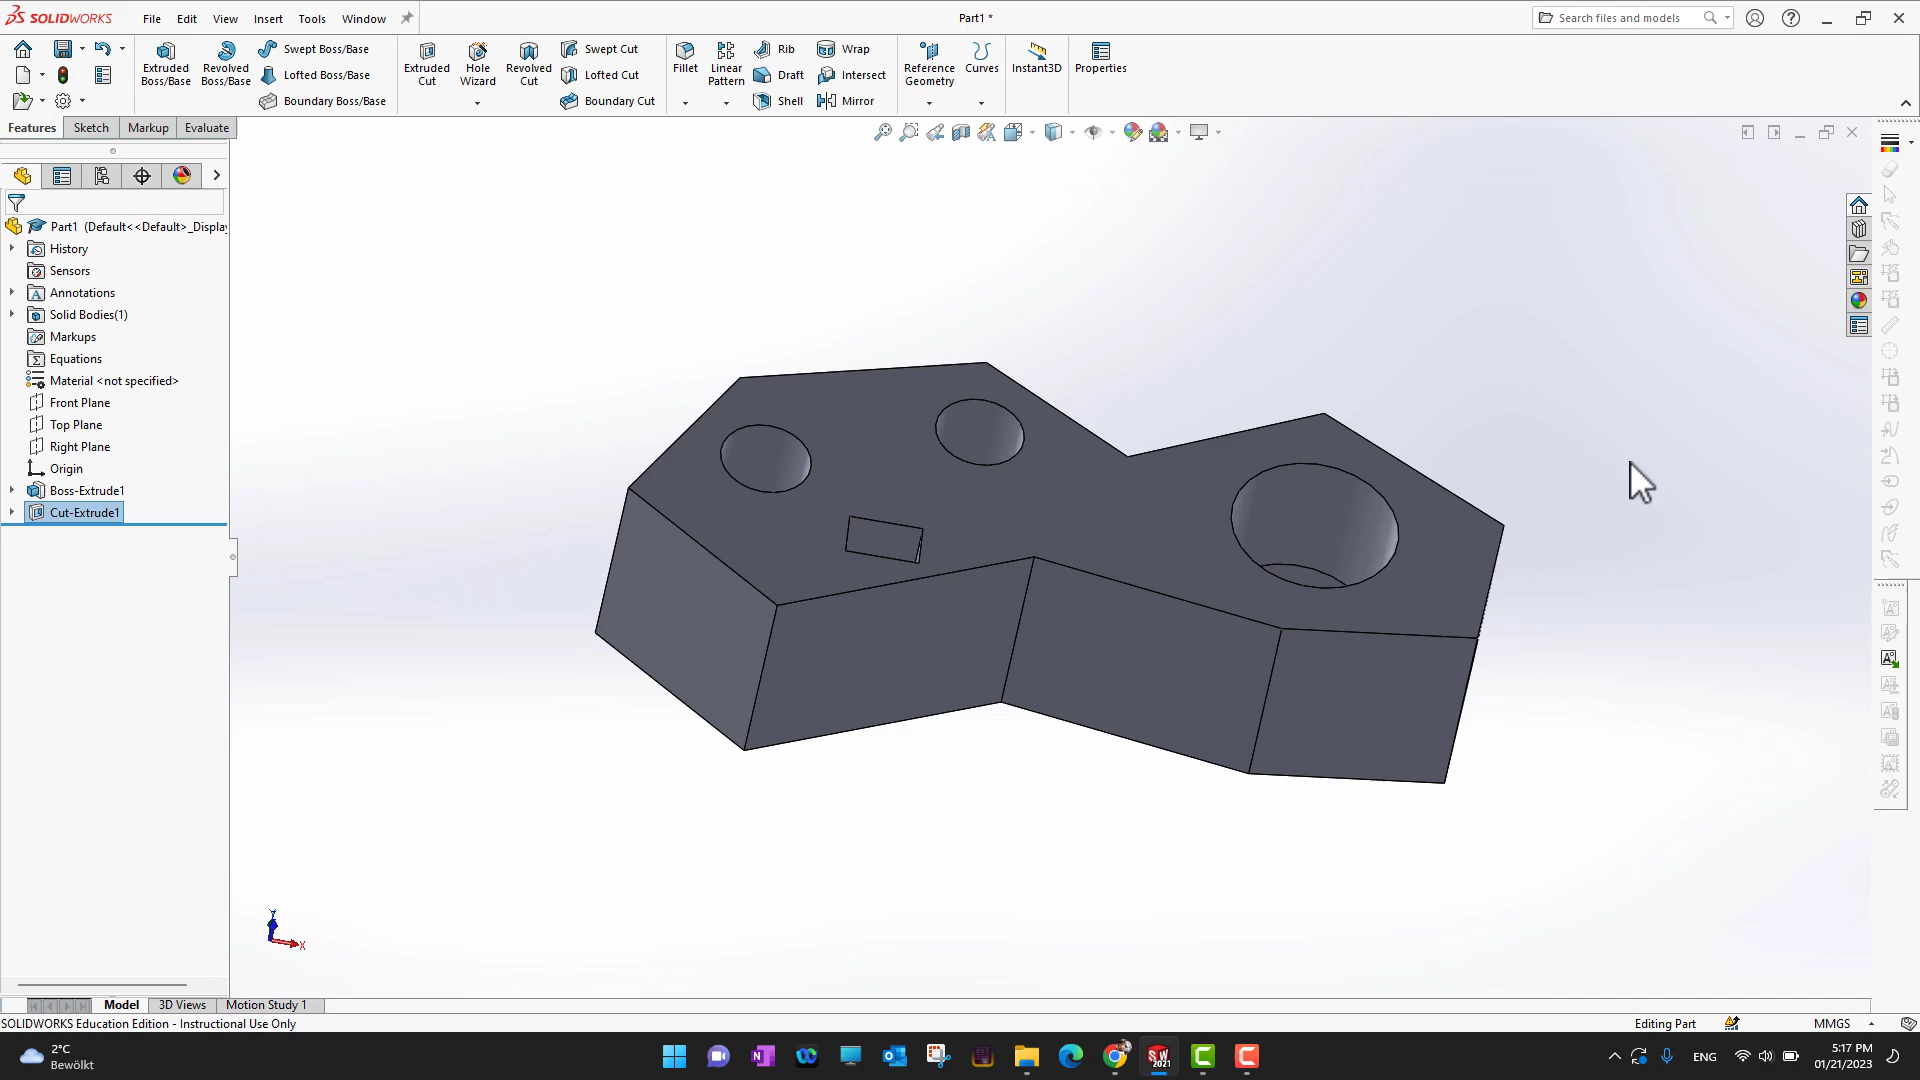 SOLIDWORKS
File
Edit
View
Insert
Tools
Window
Part1 *
Search files and models
Extruded Boss/Base
Revolved Boss/Base
Swept Boss/Base
Lofted Boss/Base
Boundary Boss/Base
Extruded Cut
Hole Wizard
Revolved Cut
Swept Cut
Lofted Cut
Boundary Cut
Fillet
Linear Pattern
Rib
Draft
Shell
Wrap
Intersect
Mirror
Reference Geometry
Curves
Instant3D
Properties
Features
Sketch
Markup
Evaluate
Part1 (Default<<Default>_Display
History
Sensors
Annotations
Solid Bodies(1)
Markups
Equations
Material <not specified>
Front Plane
Top Plane
Right Plane
Origin
Boss-Extrude1
Cut-Extrude1
Y
X
Model
3D Views
Motion Study 1
SOLIDWORKS Education Edition - Instructional Use Only
Editing Part
MMGS
2°C
Bewölkt
SW
2021
ENG
5:17 PM
01/21/2023